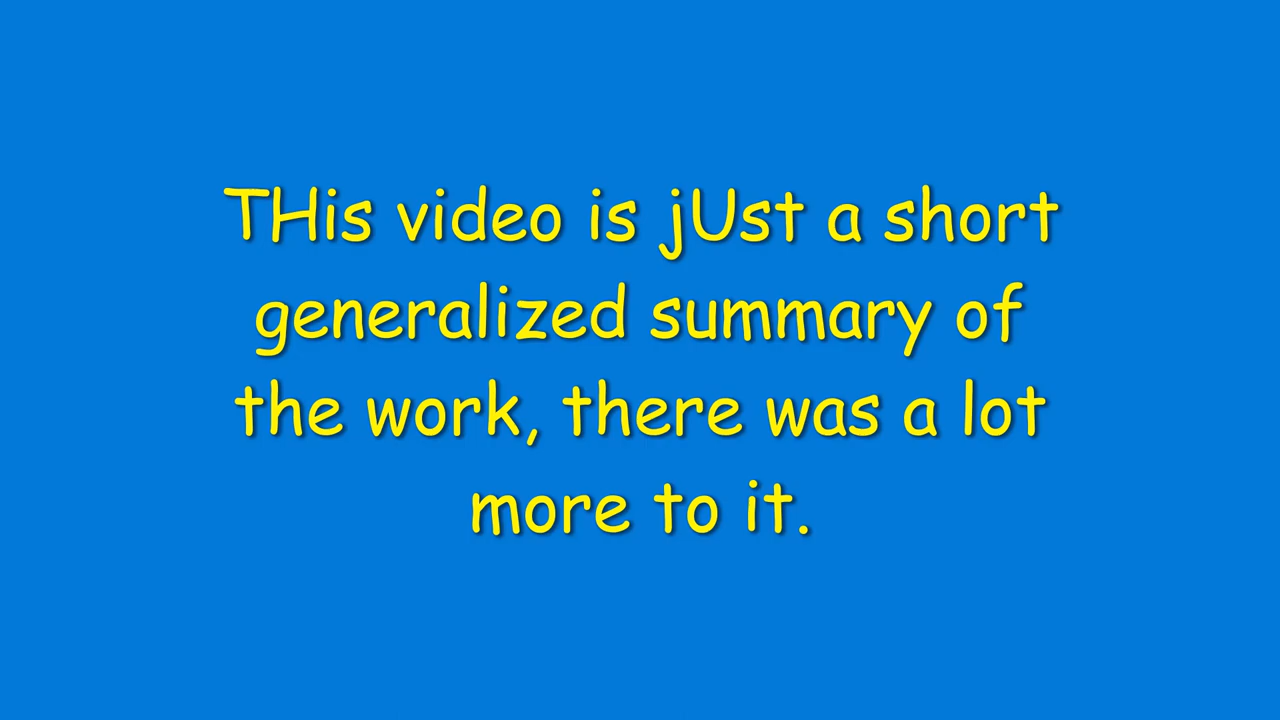 THis video is jUst a short
generalized summary of
the work, there was a lot
more to it.